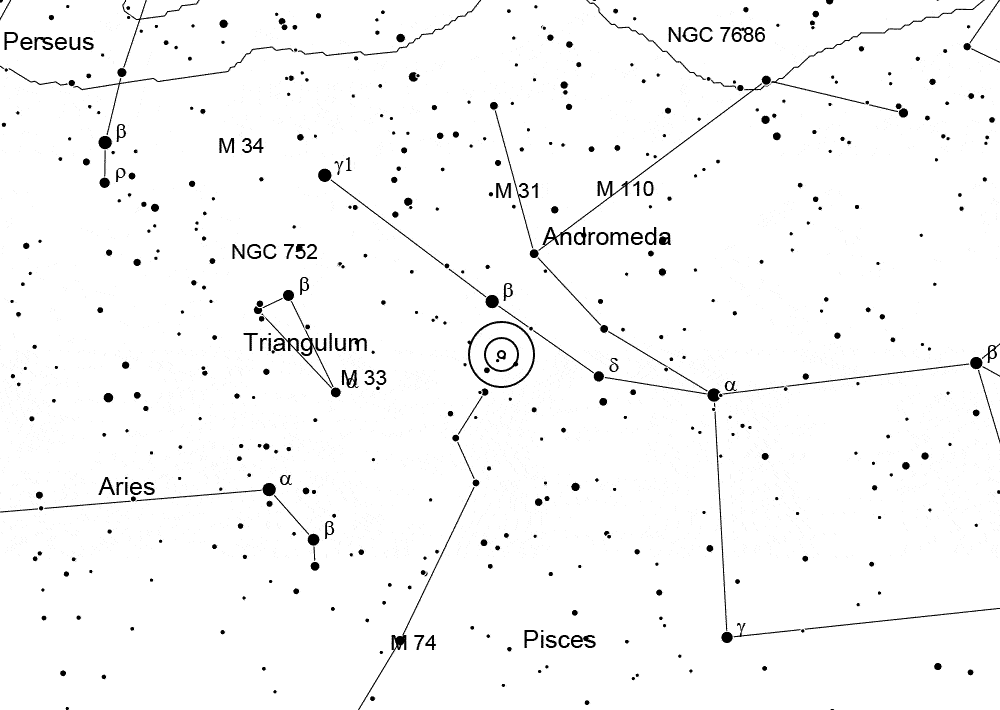 NGC 7686
Perseus
β
M 34
γ1
ρ
M 31
M 110
Andromeda
NGC 752
β
β
Triangulum
β
δ
M 33
α
α
Aries
α
β
γ
M 74
Pisces